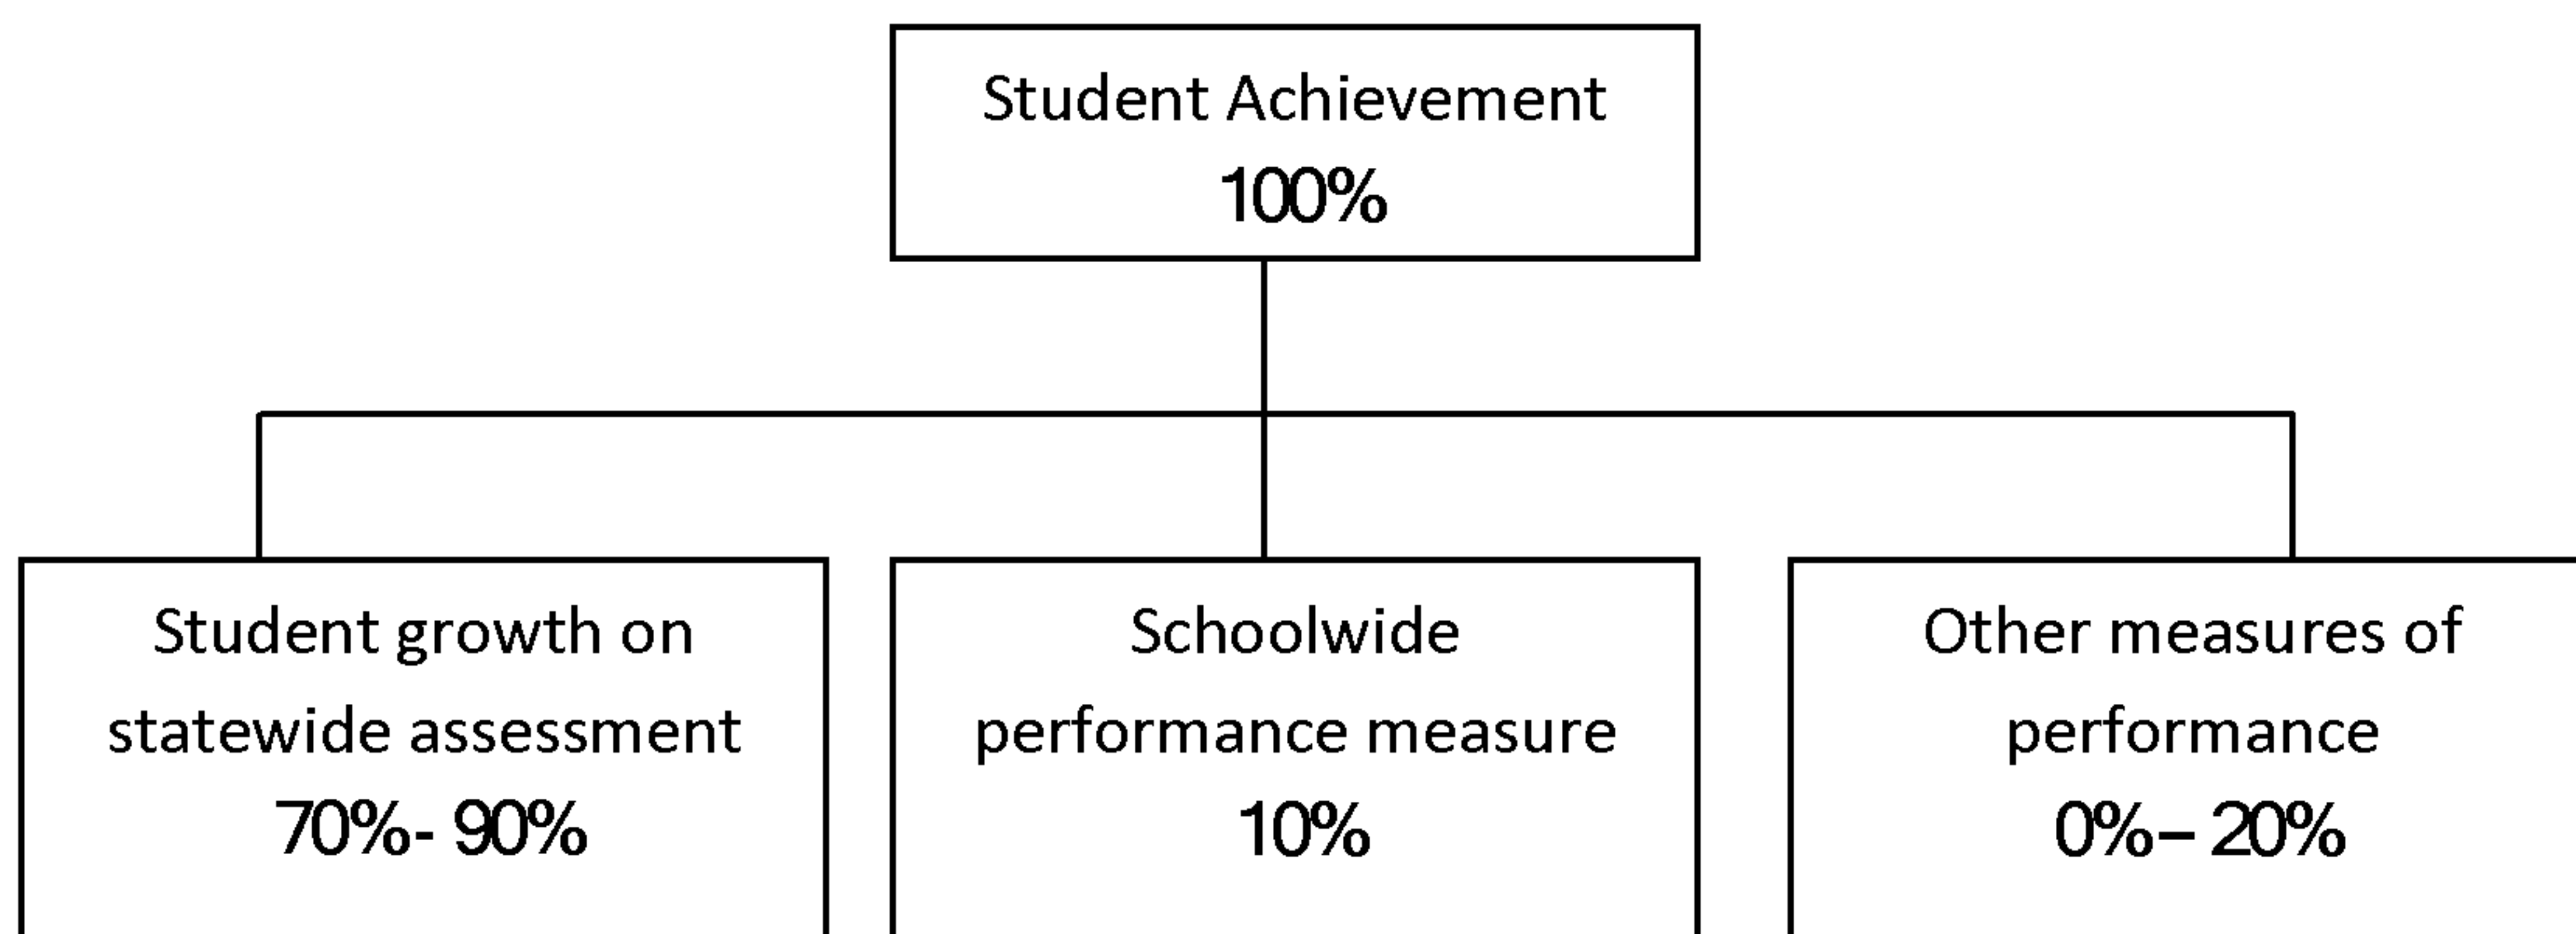 Student Achievement
100%
Student growth on
statewide assessment
70%- 90%
Schoolwide
performance measure
10%
Other measures of
performance
0%– 20%